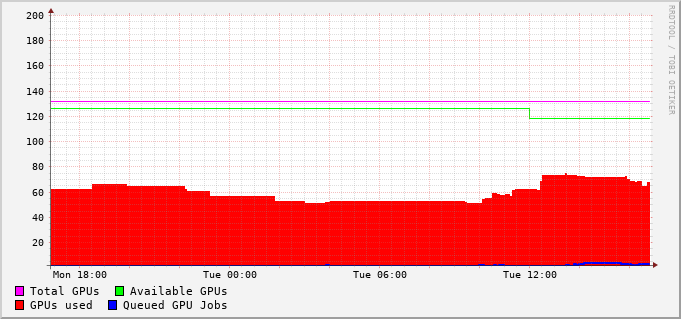 200
180
160
140
120
100
80
60
40
20
Mon 18:00 Tue 00:00 Tue 06:00 Tue 12:00
Total GPUs Available GPUs
GPUs used Queued GPU Jobs
RRDTOOL / TOBI OETIKER